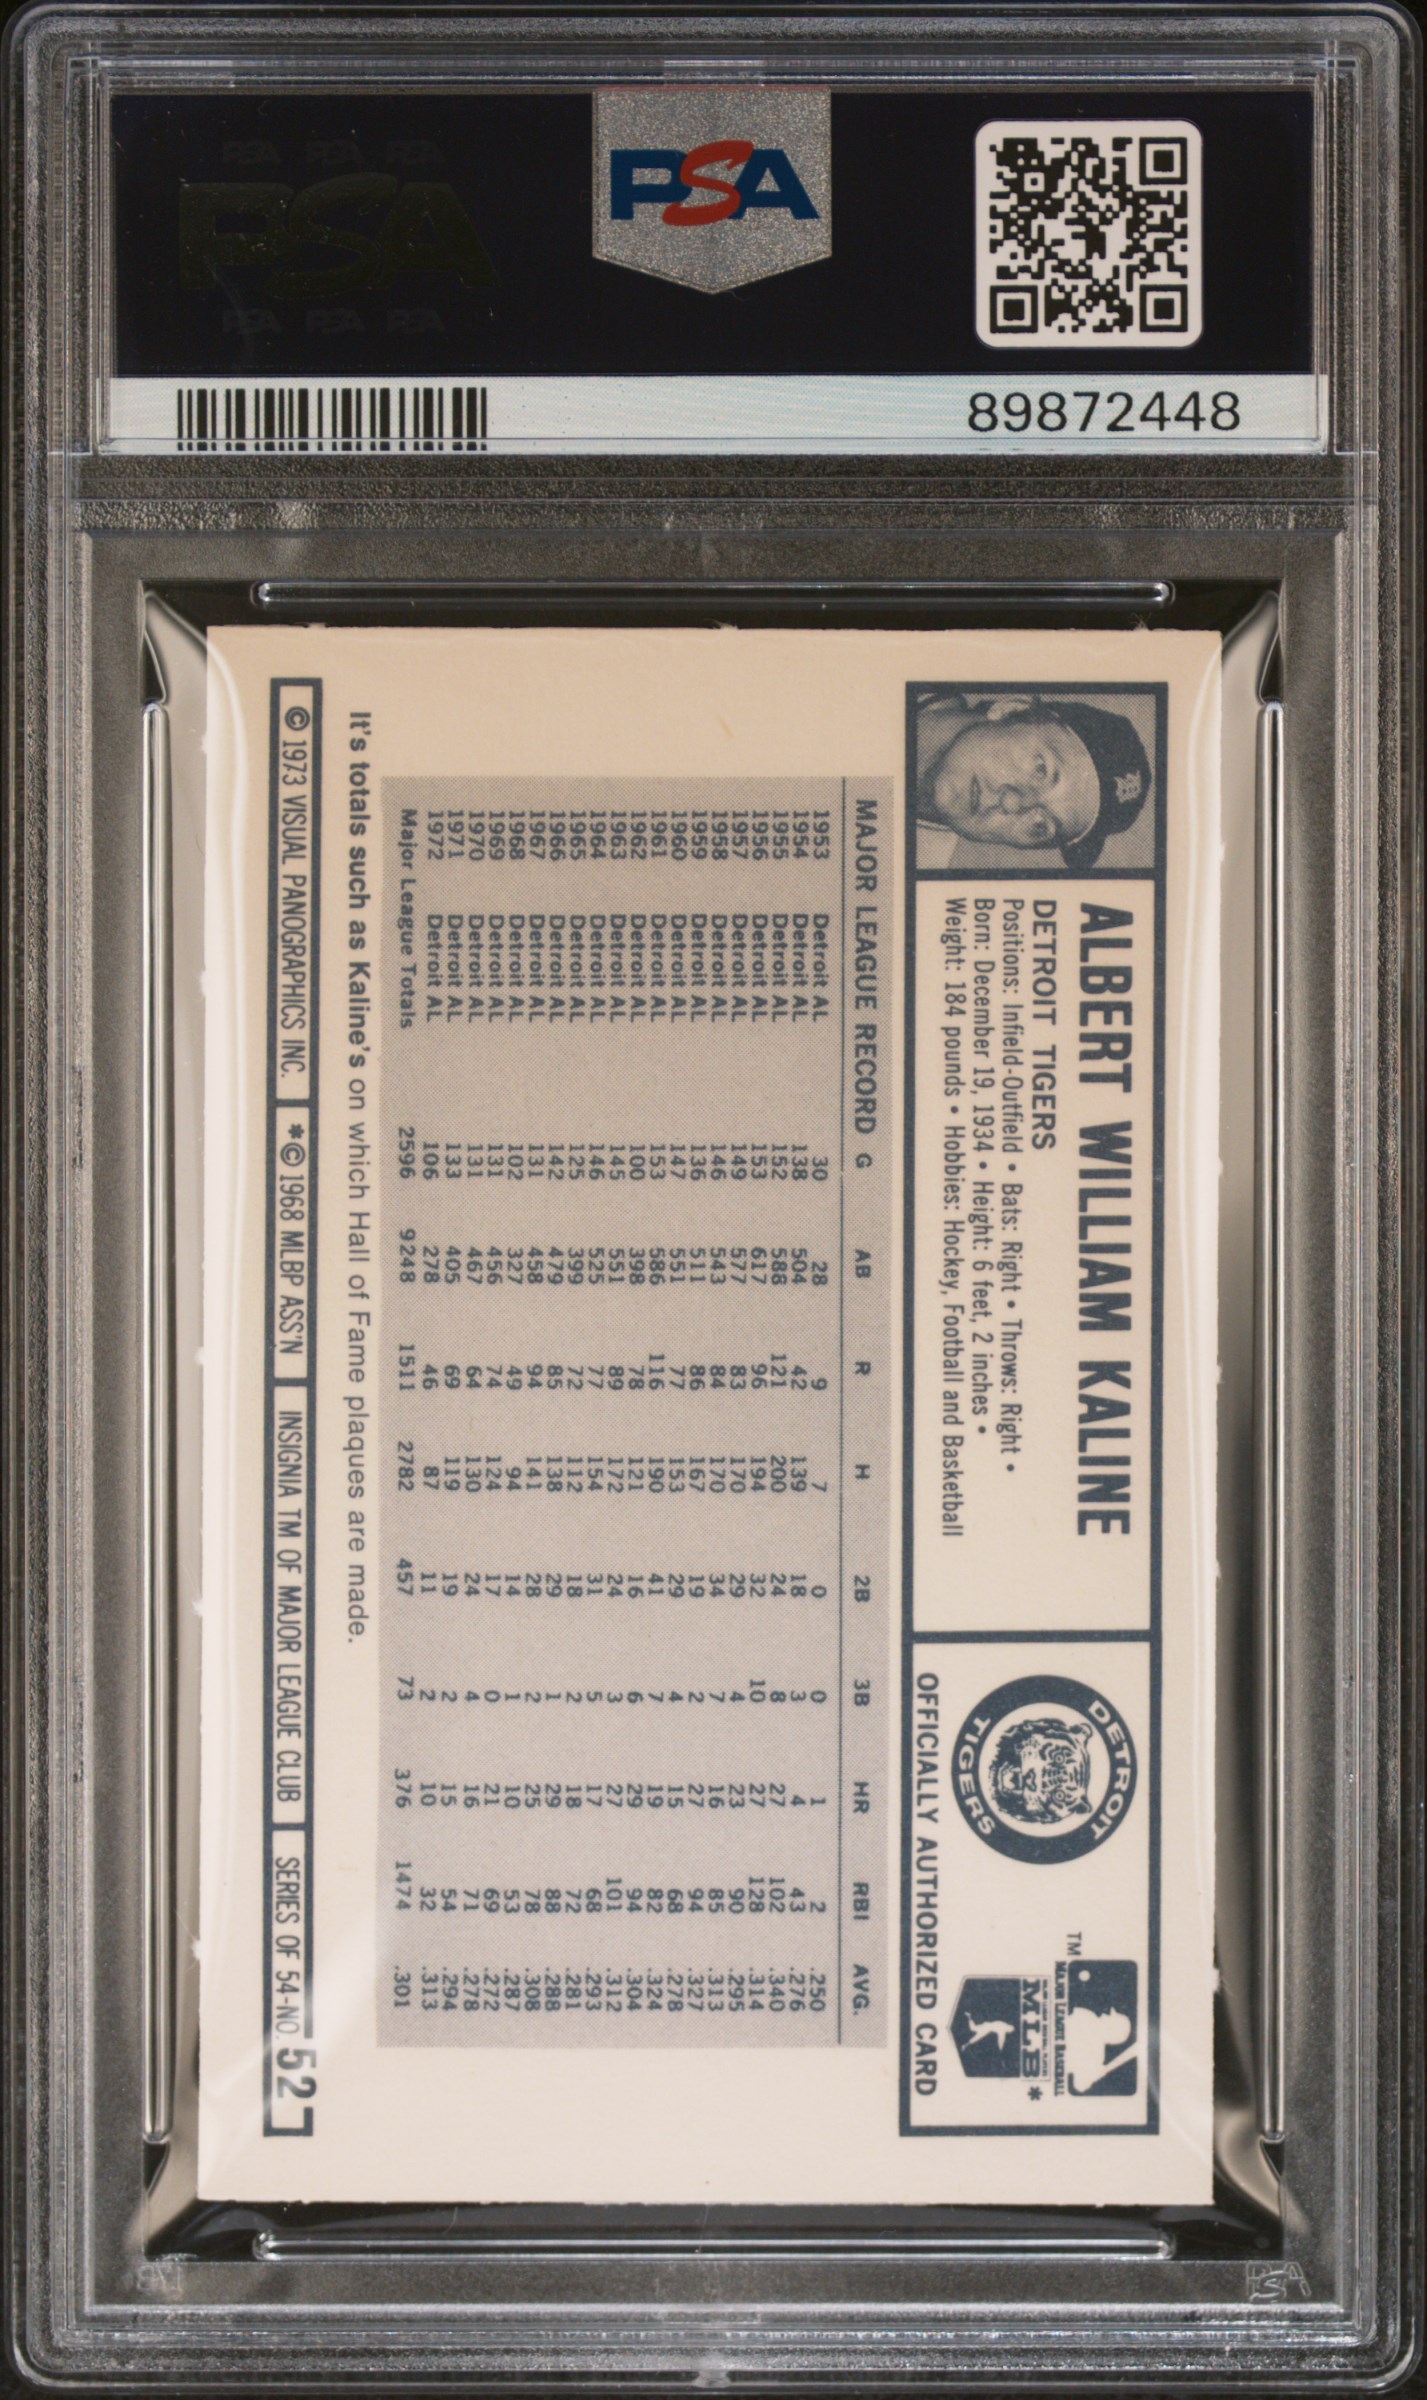 PSA PSA PSA
PSA
PSA PSA PSA
PSA
89872448
ALBERT WILLIAM KALINE
DETROIT TIGERS
Positions: Infield-Outfield • Bats: Right • Throws: Right •
Born: December 19, 1934 • Height: 6 feet, 2 inches •
Weight: 184 pounds • Hobbies: Hockey, Football and Basketball
DETROIT
TIGERS
TM
MAJOR LEAGUE BASEBALL
MLB*
OFFICIALLY AUTHORIZED CARD
MAJOR LEAGUE RECORD G AB R H 2B 3B HR RBI AVG.
1953 Detroit AL 30 28 9 7 0 0 1 2 .250
1954 Detroit AL 138 504 42 139 18 3 4 43 .276
1955 Detroit AL 152 588 121 200 24 8 27 102 .340
1956 Detroit AL 153 617 96 194 32 10 27 128 .314
1957 Detroit AL 149 577 83 170 29 4 23 90 .295
1958 Detroit AL 146 543 84 170 34 7 16 85 .313
1959 Detroit AL 136 511 86 167 19 2 27 94 .327
1960 Detroit AL 147 551 77 153 29 4 15 68 .278
1961 Detroit AL 153 586 116 190 41 7 19 82 .324
1962 Detroit AL 100 398 78 121 16 6 29 94 .304
1963 Detroit AL 145 551 89 172 24 3 27 101 .312
1964 Detroit AL 146 525 77 154 31 5 17 68 .293
1965 Detroit AL 125 399 72 112 18 2 18 72 .281
1966 Detroit AL 142 479 85 138 29 1 29 88 .288
1967 Detroit AL 131 458 94 141 28 2 25 78 .308
1968 Detroit AL 102 327 49 94 14 1 10 53 .287
1969 Detroit AL 131 456 74 124 17 0 21 69 .272
1970 Detroit AL 131 467 64 130 24 4 16 71 .278
1971 Detroit AL 133 405 69 119 19 2 15 54 .294
1972 Detroit AL 106 278 46 87 11 2 10 32 .313
Major League Totals 2596 9248 1511 2782 457 73 376 1474 .301
It's totals such as Kaline's on which Hall of Fame plaques are made.
© 1973 VISUAL PANOGRAPHICS INC. *© 1968 MLBP ASS'N INSIGNIA TM OF MAJOR LEAGUE CLUB SERIES OF 54-NO. 52
PSA